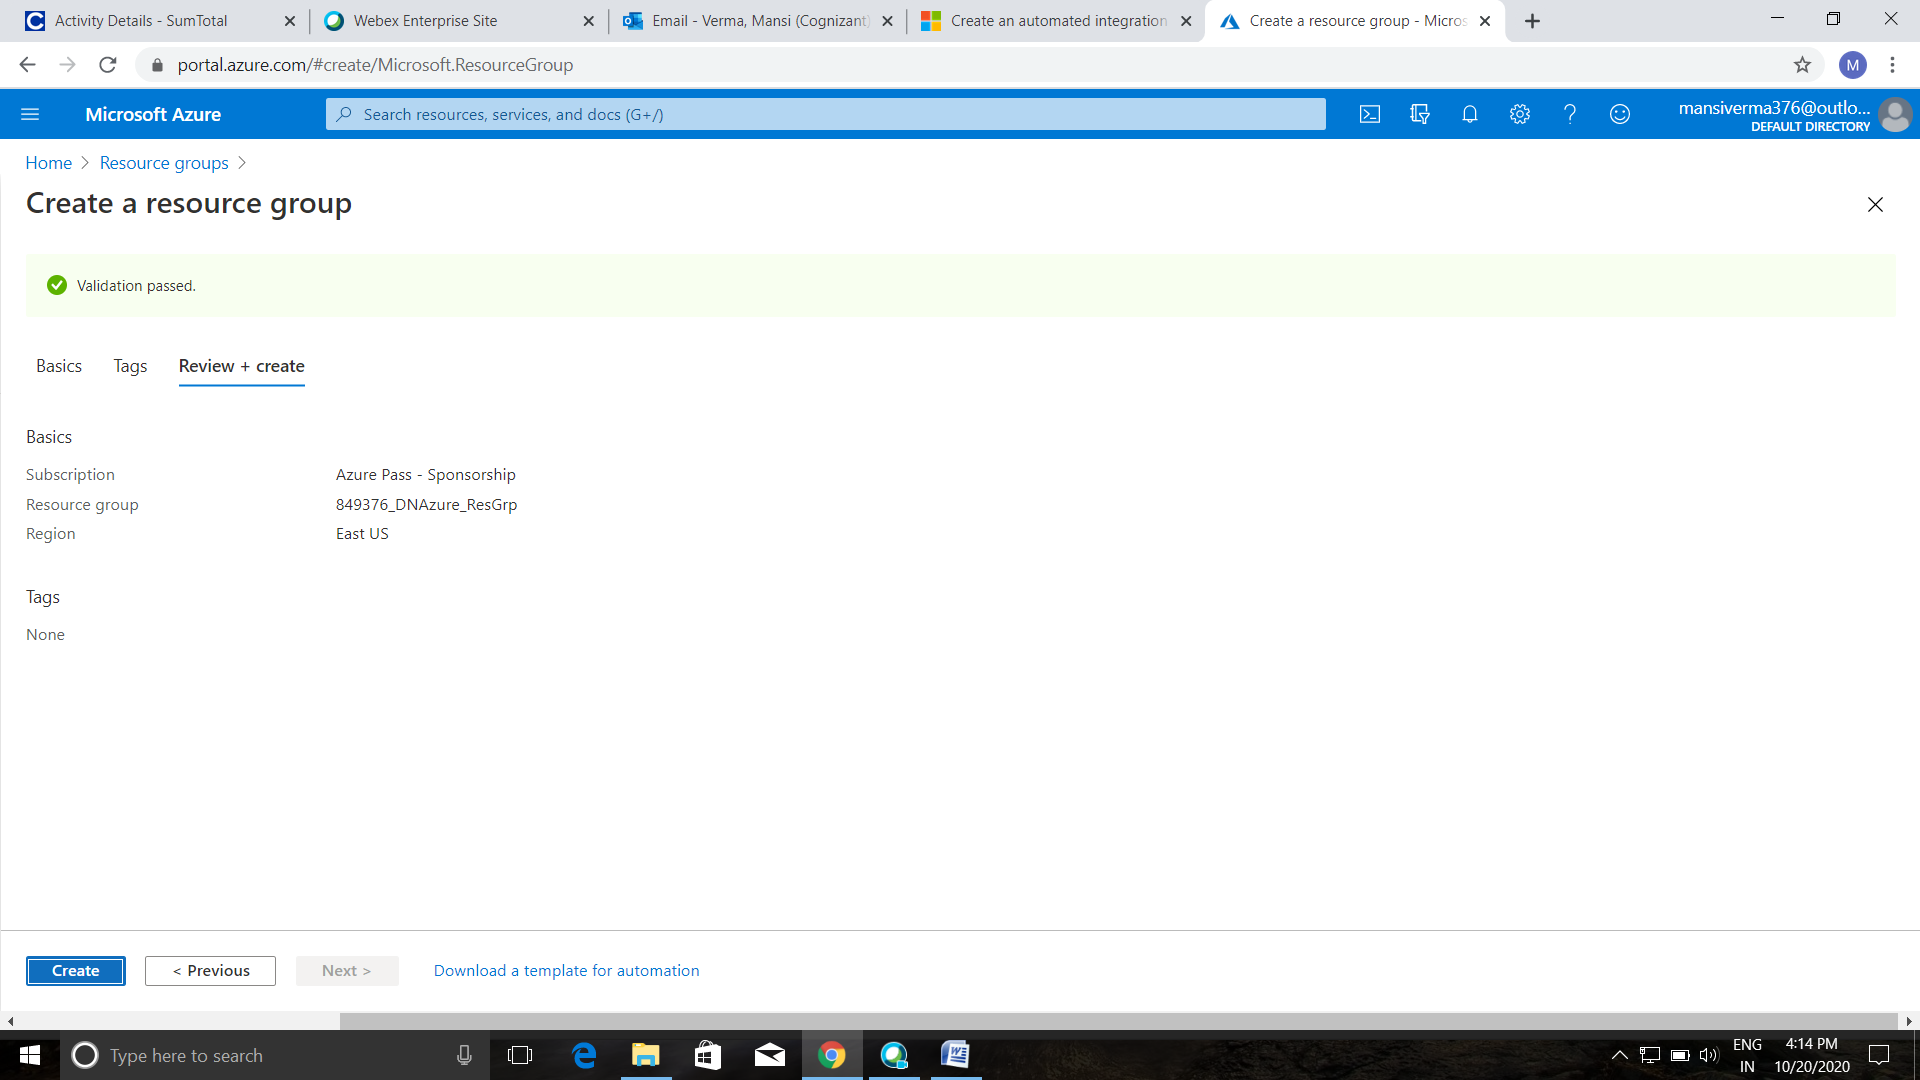 Activity Details - SumTotal
Webex Enterprise Site
Email - Verma, Mansi (Cognizant)
Create an automated integration
Create a resource group - Micros
portal.azure.com/#create/Microsoft.ResourceGroup
M
Microsoft Azure
Search resources, services, and docs (G+/)
mansiverma376@outlo...
DEFAULT DIRECTORY
Home > Resource groups >
Create a resource group
Validation passed.
Basics
Tags
Review + create
Basics
Subscription
Azure Pass - Sponsorship
Resource group
849376_DNAzure_ResGrp
Region
East US
Tags
None
Create
< Previous
Next >
Download a template for automation
Type here to search
ENG
IN
4:14 PM
10/20/2020